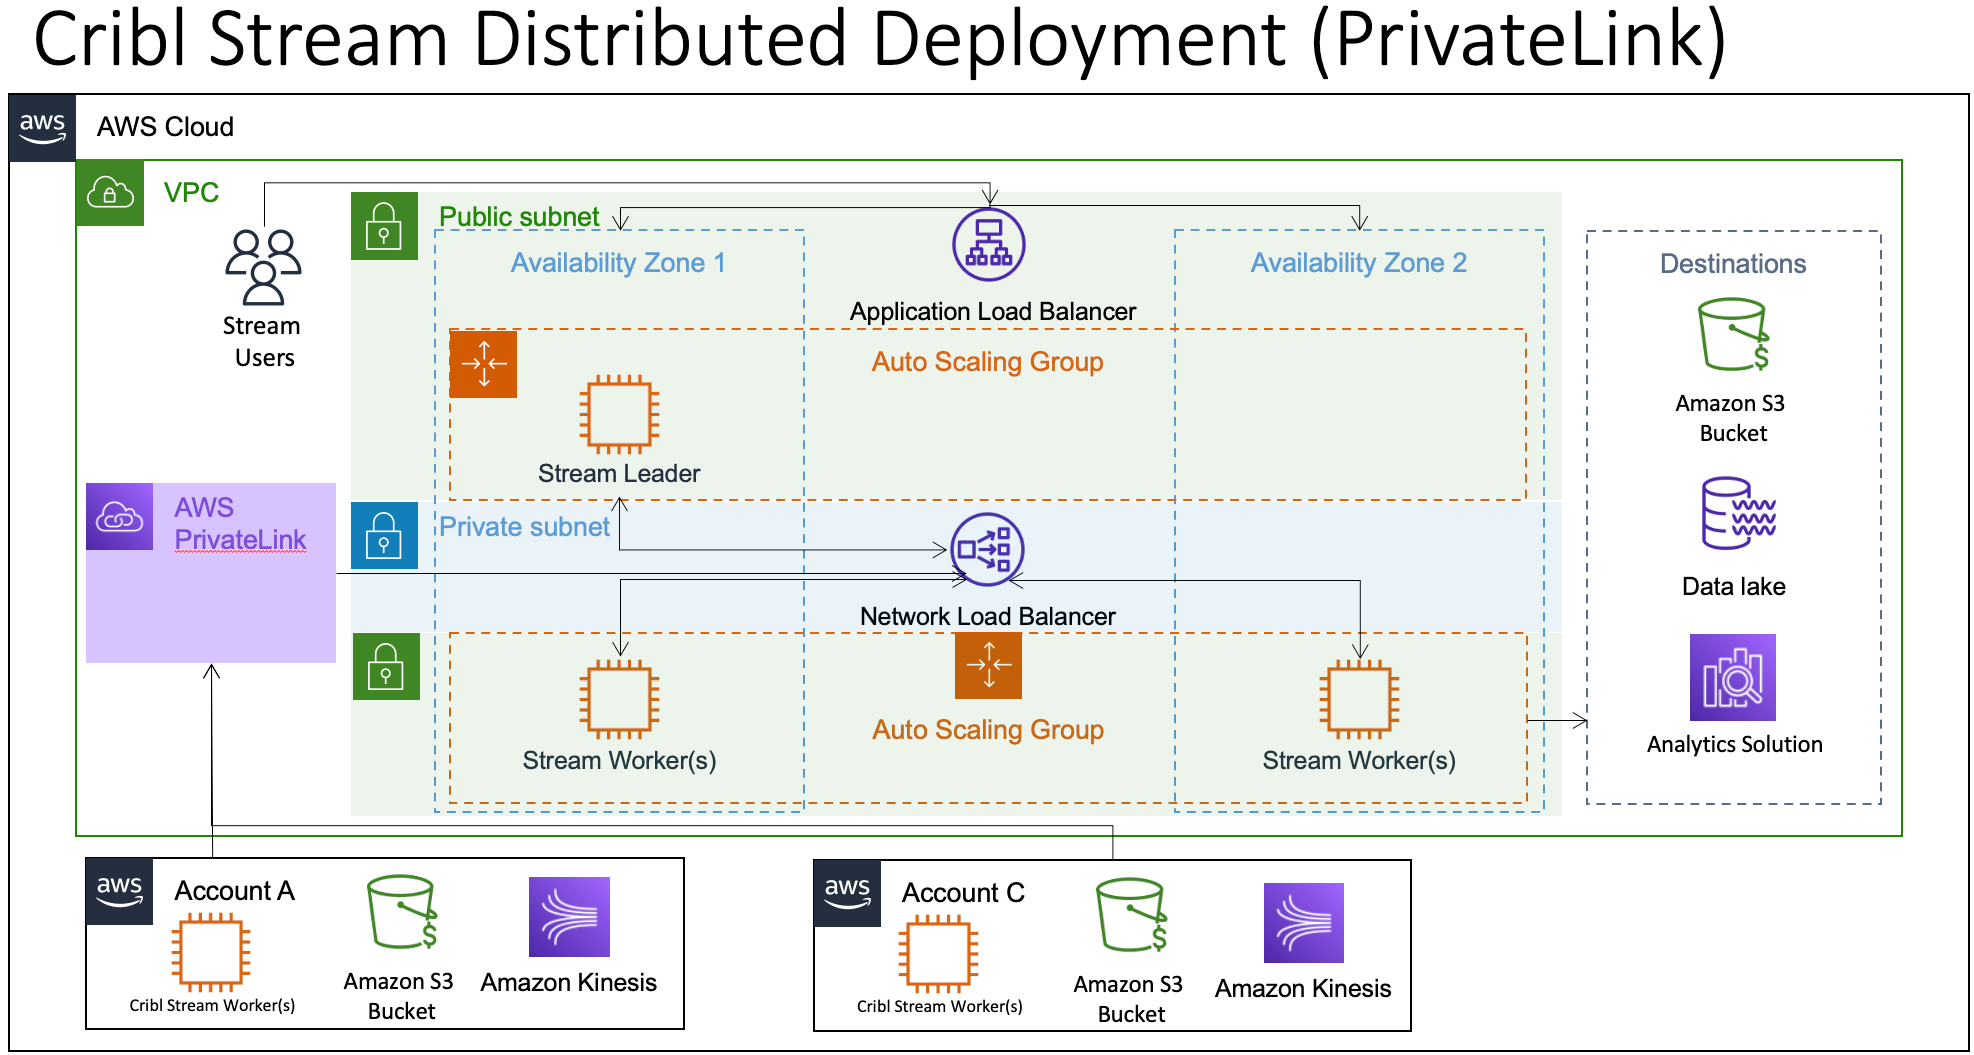 Cribl Stream Distributed Deployment (PrivateLink)
aws
AWS Cloud
VPC
Public subnet
Availability Zone 1
Availability Zone 2
Destinations
Stream
Users
Application Load Balancer
Auto Scaling Group
Stream Leader
Amazon S3
Bucket
AWS
PrivateLink
Private subnet
Network Load Balancer
Data lake
Auto Scaling Group
Stream Worker(s)
Stream Worker(s)
Analytics Solution
aws
Account A
Cribl Stream Worker(s)
Amazon S3
Bucket
Amazon Kinesis
aws
Account C
Cribl Stream Worker(s)
Amazon S3
Bucket
Amazon Kinesis